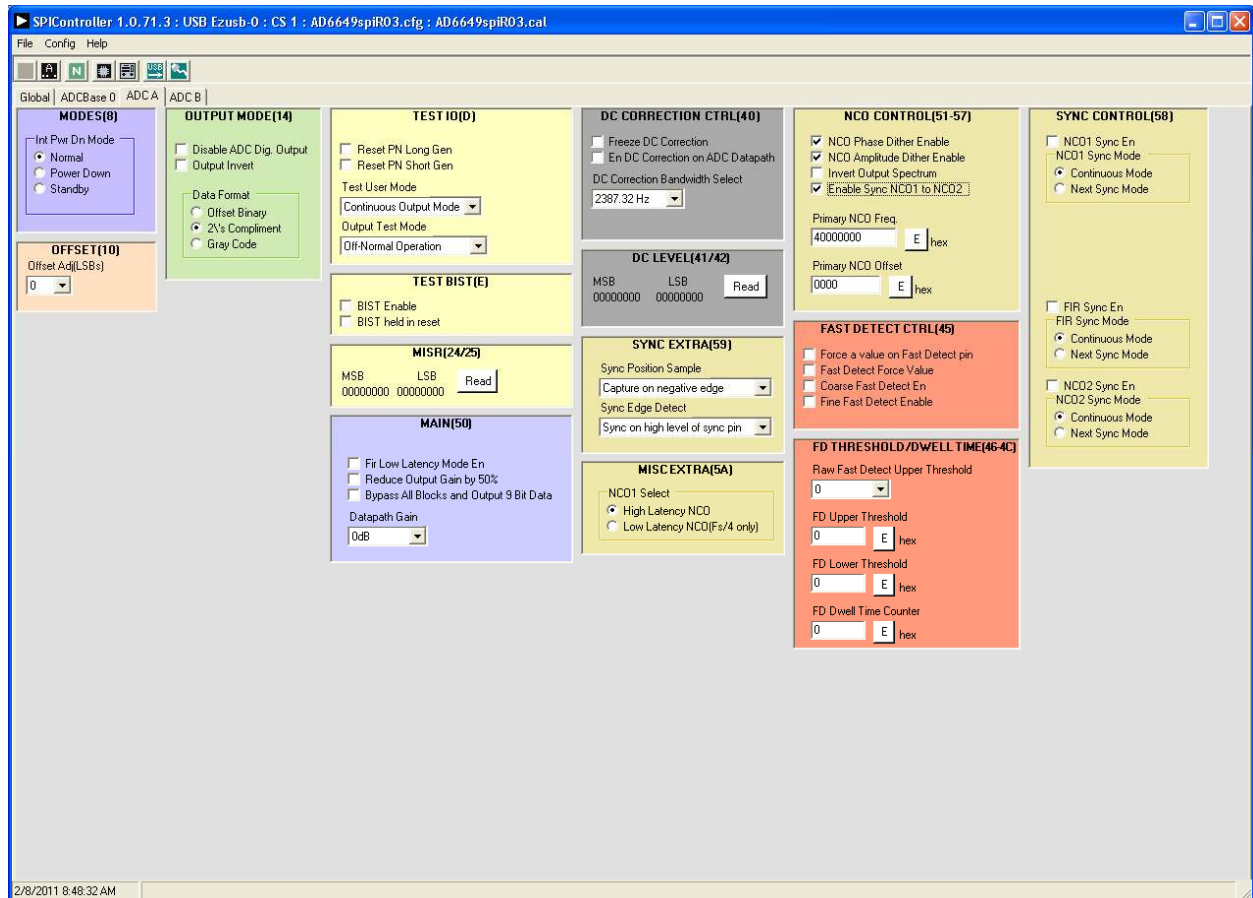 SPIController 1.0.71.3 : USB Ezusb-0 : CS 1 : AD6649spiR03.cfg : AD6649spiR03.cal
File Config Help
A N USB
Global ADCBase 0 ADC A ADC B
MODES(8)
Int Pwr Dn Mode
Normal
Power Down
Standby
OFFSET(10)
Offset Adj(LSBs)
0
OUTPUT MODE(14)
Disable ADC Dig. Output
Output Invert
Data Format
Offset Binary
2\'s Compliment
Gray Code
TEST IO(D)
Reset PN Long Gen
Reset PN Short Gen
Test User Mode
Continuous Output Mode
Output Test Mode
Off-Normal Operation
TEST BIST(E)
BIST Enable
BIST held in reset
MISR(24/25)
MSB LSB
00000000 00000000 Read
MAIN(50)
Fir Low Latency Mode En
Reduce Output Gain by 50%
Bypass All Blocks and Output 9 Bit Data
Datapath Gain
0dB
DC CORRECTION CTRL(40)
Freeze DC Correction
En DC Correction on ADC Datapath
DC Correction Bandwidth Select
2387.32 Hz
DC LEVEL(41/42)
MSB LSB
00000000 00000000 Read
SYNC EXTRA(59)
Sync Position Sample
Capture on negative edge
Sync Edge Detect
Sync on high level of sync pin
MISC EXTRA(5A)
NCO1 Select
High Latency NCO
Low Latency NCO(Fs/4 only)
NCO CONTROL(51-57)
NCO Phase Dither Enable
NCO Amplitude Dither Enable
Invert Output Spectrum
Enable Sync NCO1 to NCO2
Primary NCO Freq.
40000000 E hex
Primary NCO Offset
0000 E hex
FAST DETECT CTRL(45)
Force a value on Fast Detect pin
Fast Detect Force Value
Coarse Fast Detect En
Fine Fast Detect Enable
FD THRESHOLD/DWELL TIME(46-4C)
Raw Fast Detect Upper Threshold
0
FD Upper Threshold
0 E hex
FD Lower Threshold
0 E hex
FD Dwell Time Counter
0 E hex
SYNC CONTROL(58)
NCO1 Sync En
NCO1 Sync Mode
Continuous Mode
Next Sync Mode
FIR Sync En
FIR Sync Mode
Continuous Mode
Next Sync Mode
NCO2 Sync En
NCO2 Sync Mode
Continuous Mode
Next Sync Mode
2/8/2011 8:48:32 AM